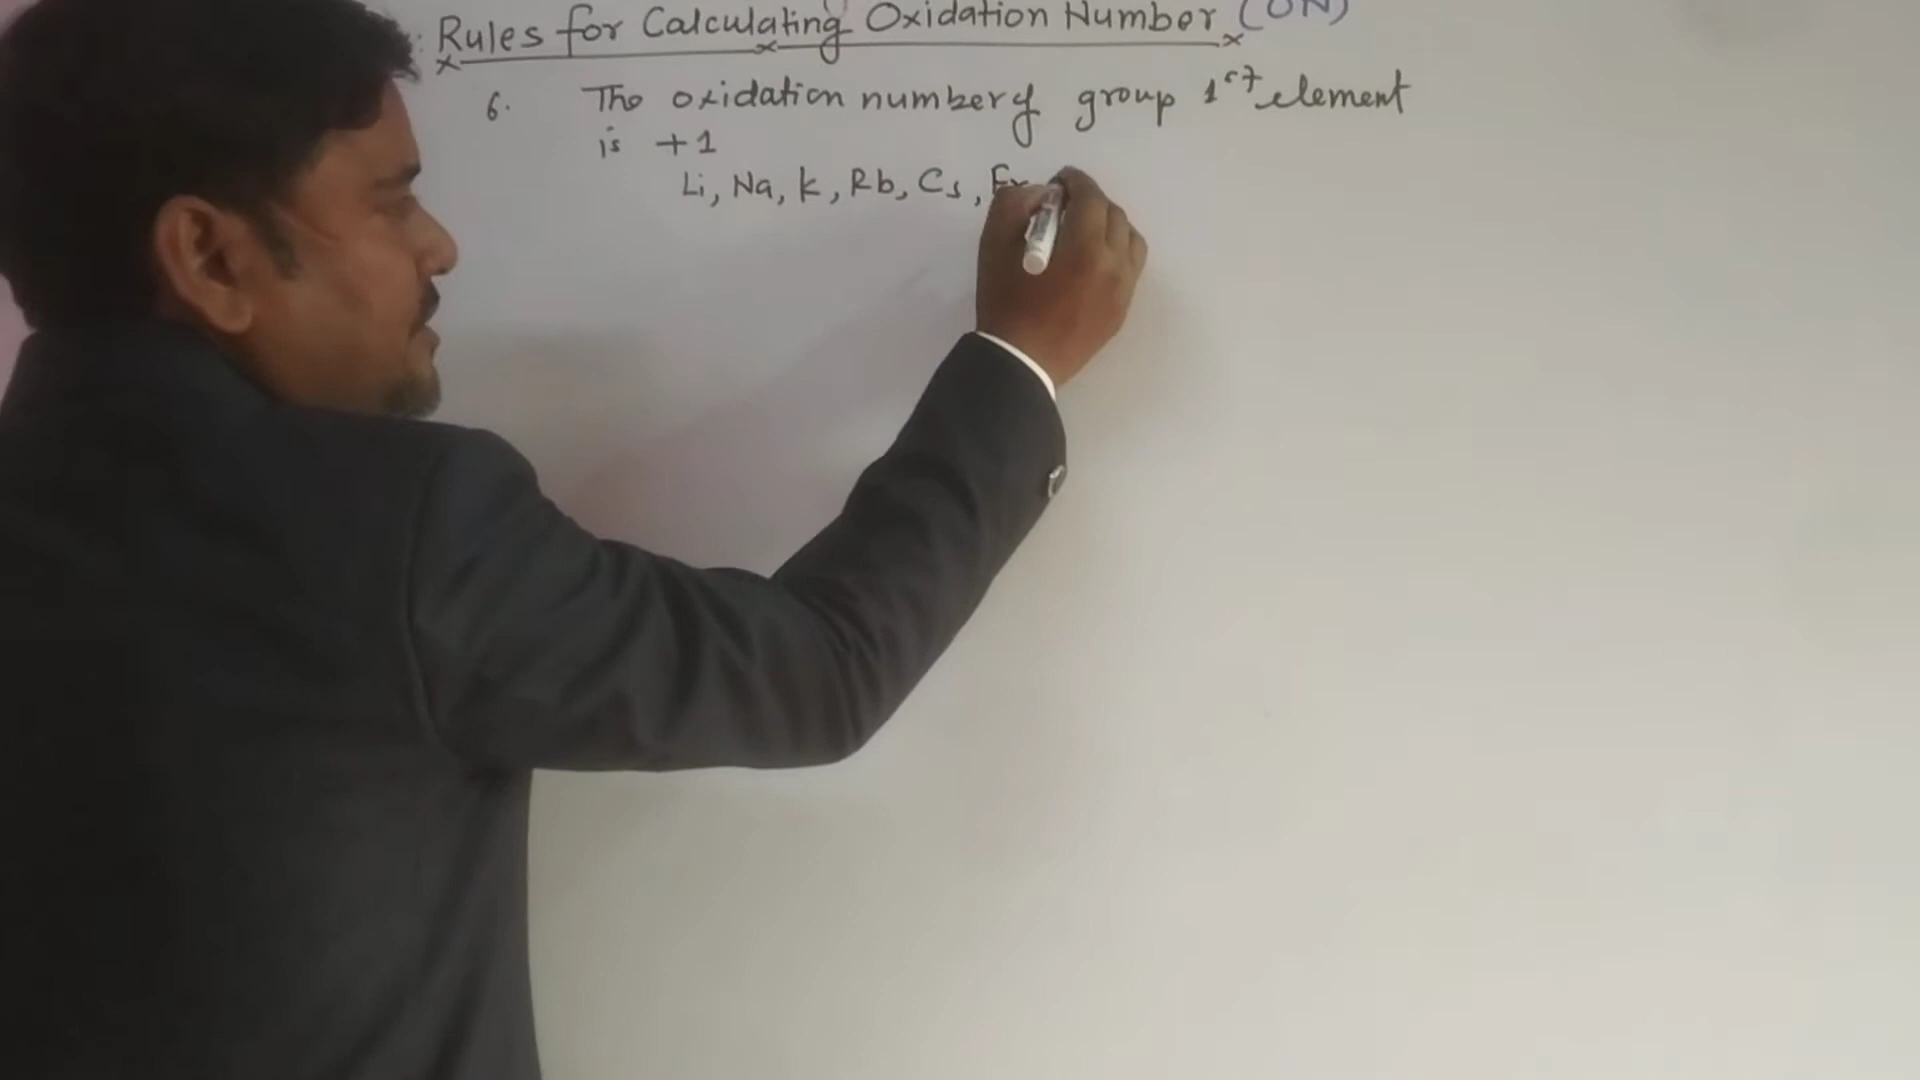 : Rules for Calculating Oxidation Number (ON)
6. The oxidation number of group 1st element
is +1
Li, Na, K, Rb, Cs, Fr